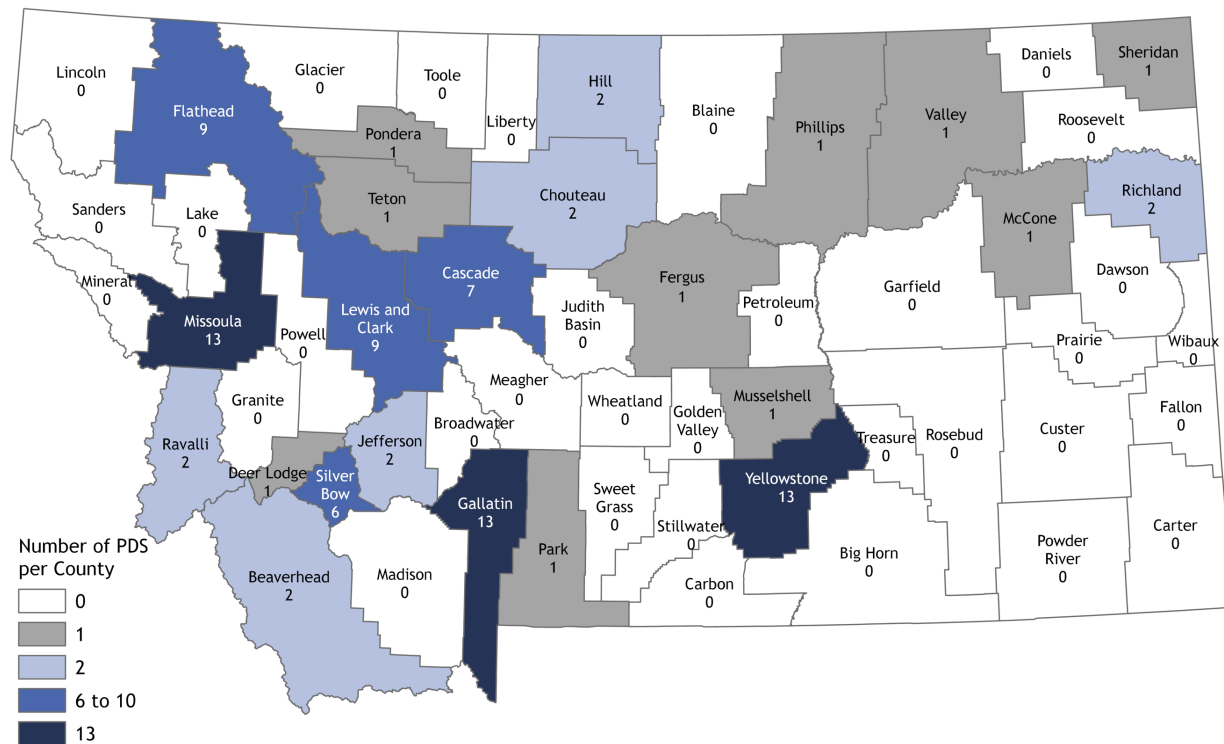 Lincoln
0
Flathead
9
Glacier
0
Toole
0
Liberty
0
Hill
2
Blaine
0
Phillips
1
Valley
1
Daniels
0
Sheridan
1
Roosevelt
0
Pondera
1
Teton
1
Chouteau
2
Sanders
0
Lake
0
McCone
1
Richland
2
Mineral
0
Missoula
13
Powell
0
Lewis and
Clark
9
Cascade
7
Judith
Basin
0
Fergus
1
Petroleum
0
Garfield
0
Dawson
0
Prairie
0
Wibaux
0
Granite
0
Meagher
0
Wheatland
0
Golden
Valley
0
Musselshell
1
Ravalli
2
Deer Lodge
1
Silver
Bow
6
Jefferson
2
Broadwater
0
Treasure
0
Rosebud
0
Custer
0
Fallon
0
Gallatin
13
Park
1
Sweet
Grass
0
Stillwater
0
Yellowstone
13
Big Horn
0
Powder
River
0
Carter
0
Beaverhead
2
Madison
0
Carbon
0
Number of PDS
per County
0
1
2
6 to 10
13